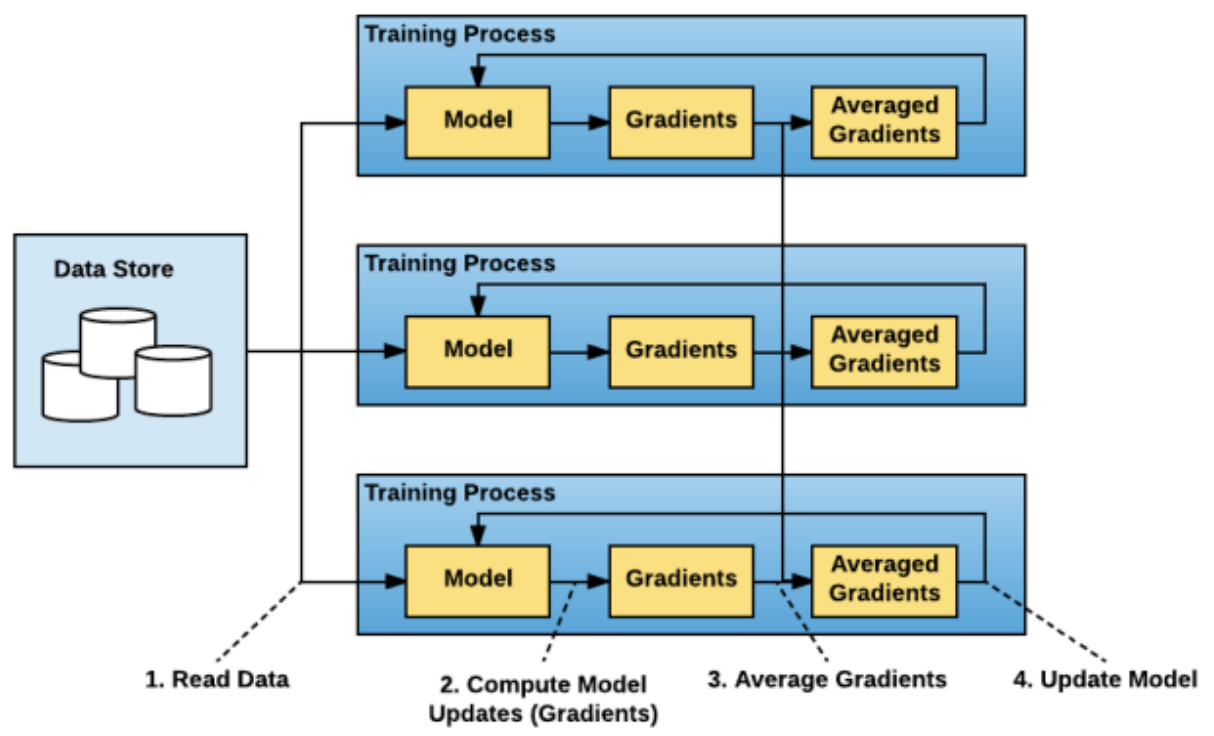 Training Process
Model
Gradients
Averaged
Gradients
Data Store
Training Process
Model
Gradients
Averaged
Gradients
Training Process
Model
Gradients
Averaged
Gradients
1. Read Data
2. Compute Model
Updates (Gradients)
3. Average Gradients
4. Update Model